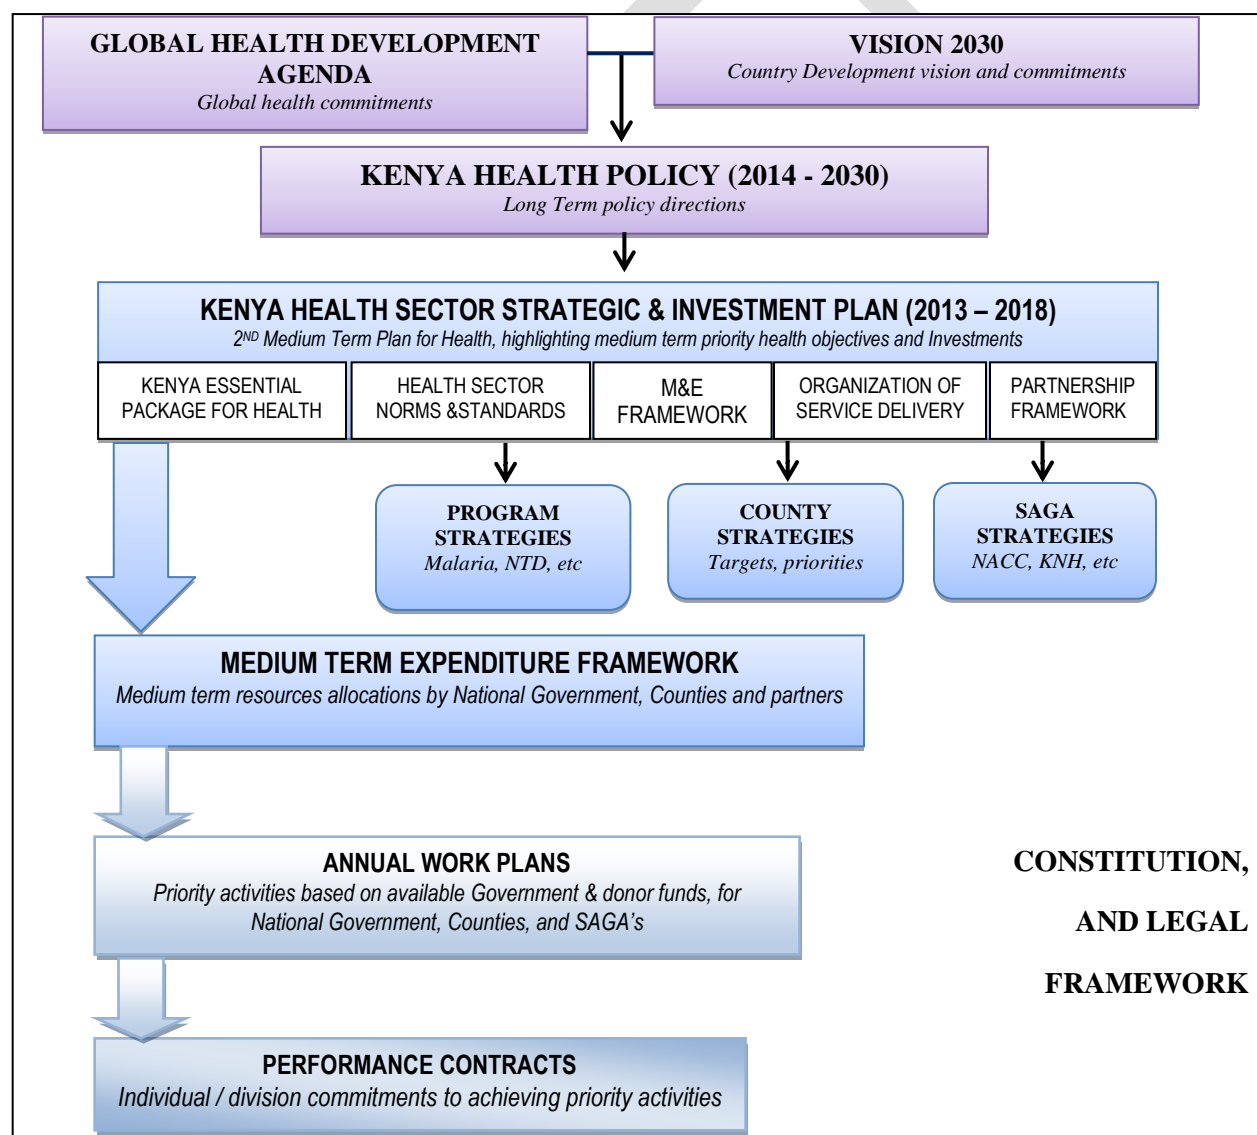 GLOBAL HEALTH DEVELOPMENT
AGENDA
Global health commitments
VISION 2030
Country Development vision and commitments
KENYA HEALTH POLICY (2014 - 2030)
Long Term policy directions
KENYA HEALTH SECTOR STRATEGIC & INVESTMENT PLAN (2013 – 2018)
2ND Medium Term Plan for Health, highlighting medium term priority health objectives and Investments
KENYA ESSENTIAL
PACKAGE FOR HEALTH
HEALTH SECTOR
NORMS &STANDARDS
M&E
FRAMEWORK
ORGANIZATION OF
SERVICE DELIVERY
PARTNERSHIP
FRAMEWORK
PROGRAM
STRATEGIES
Malaria, NTD, etc
COUNTY
STRATEGIES
Targets, priorities
SAGA
STRATEGIES
NACC, KNH, etc
MEDIUM TERM EXPENDITURE FRAMEWORK
Medium term resources allocations by National Government, Counties and partners
ANNUAL WORK PLANS
Priority activities based on available Government & donor funds, for
National Government, Counties, and SAGA's
CONSTITUTION,
AND LEGAL
FRAMEWORK
PERFORMANCE CONTRACTS
Individual / division commitments to achieving priority activities